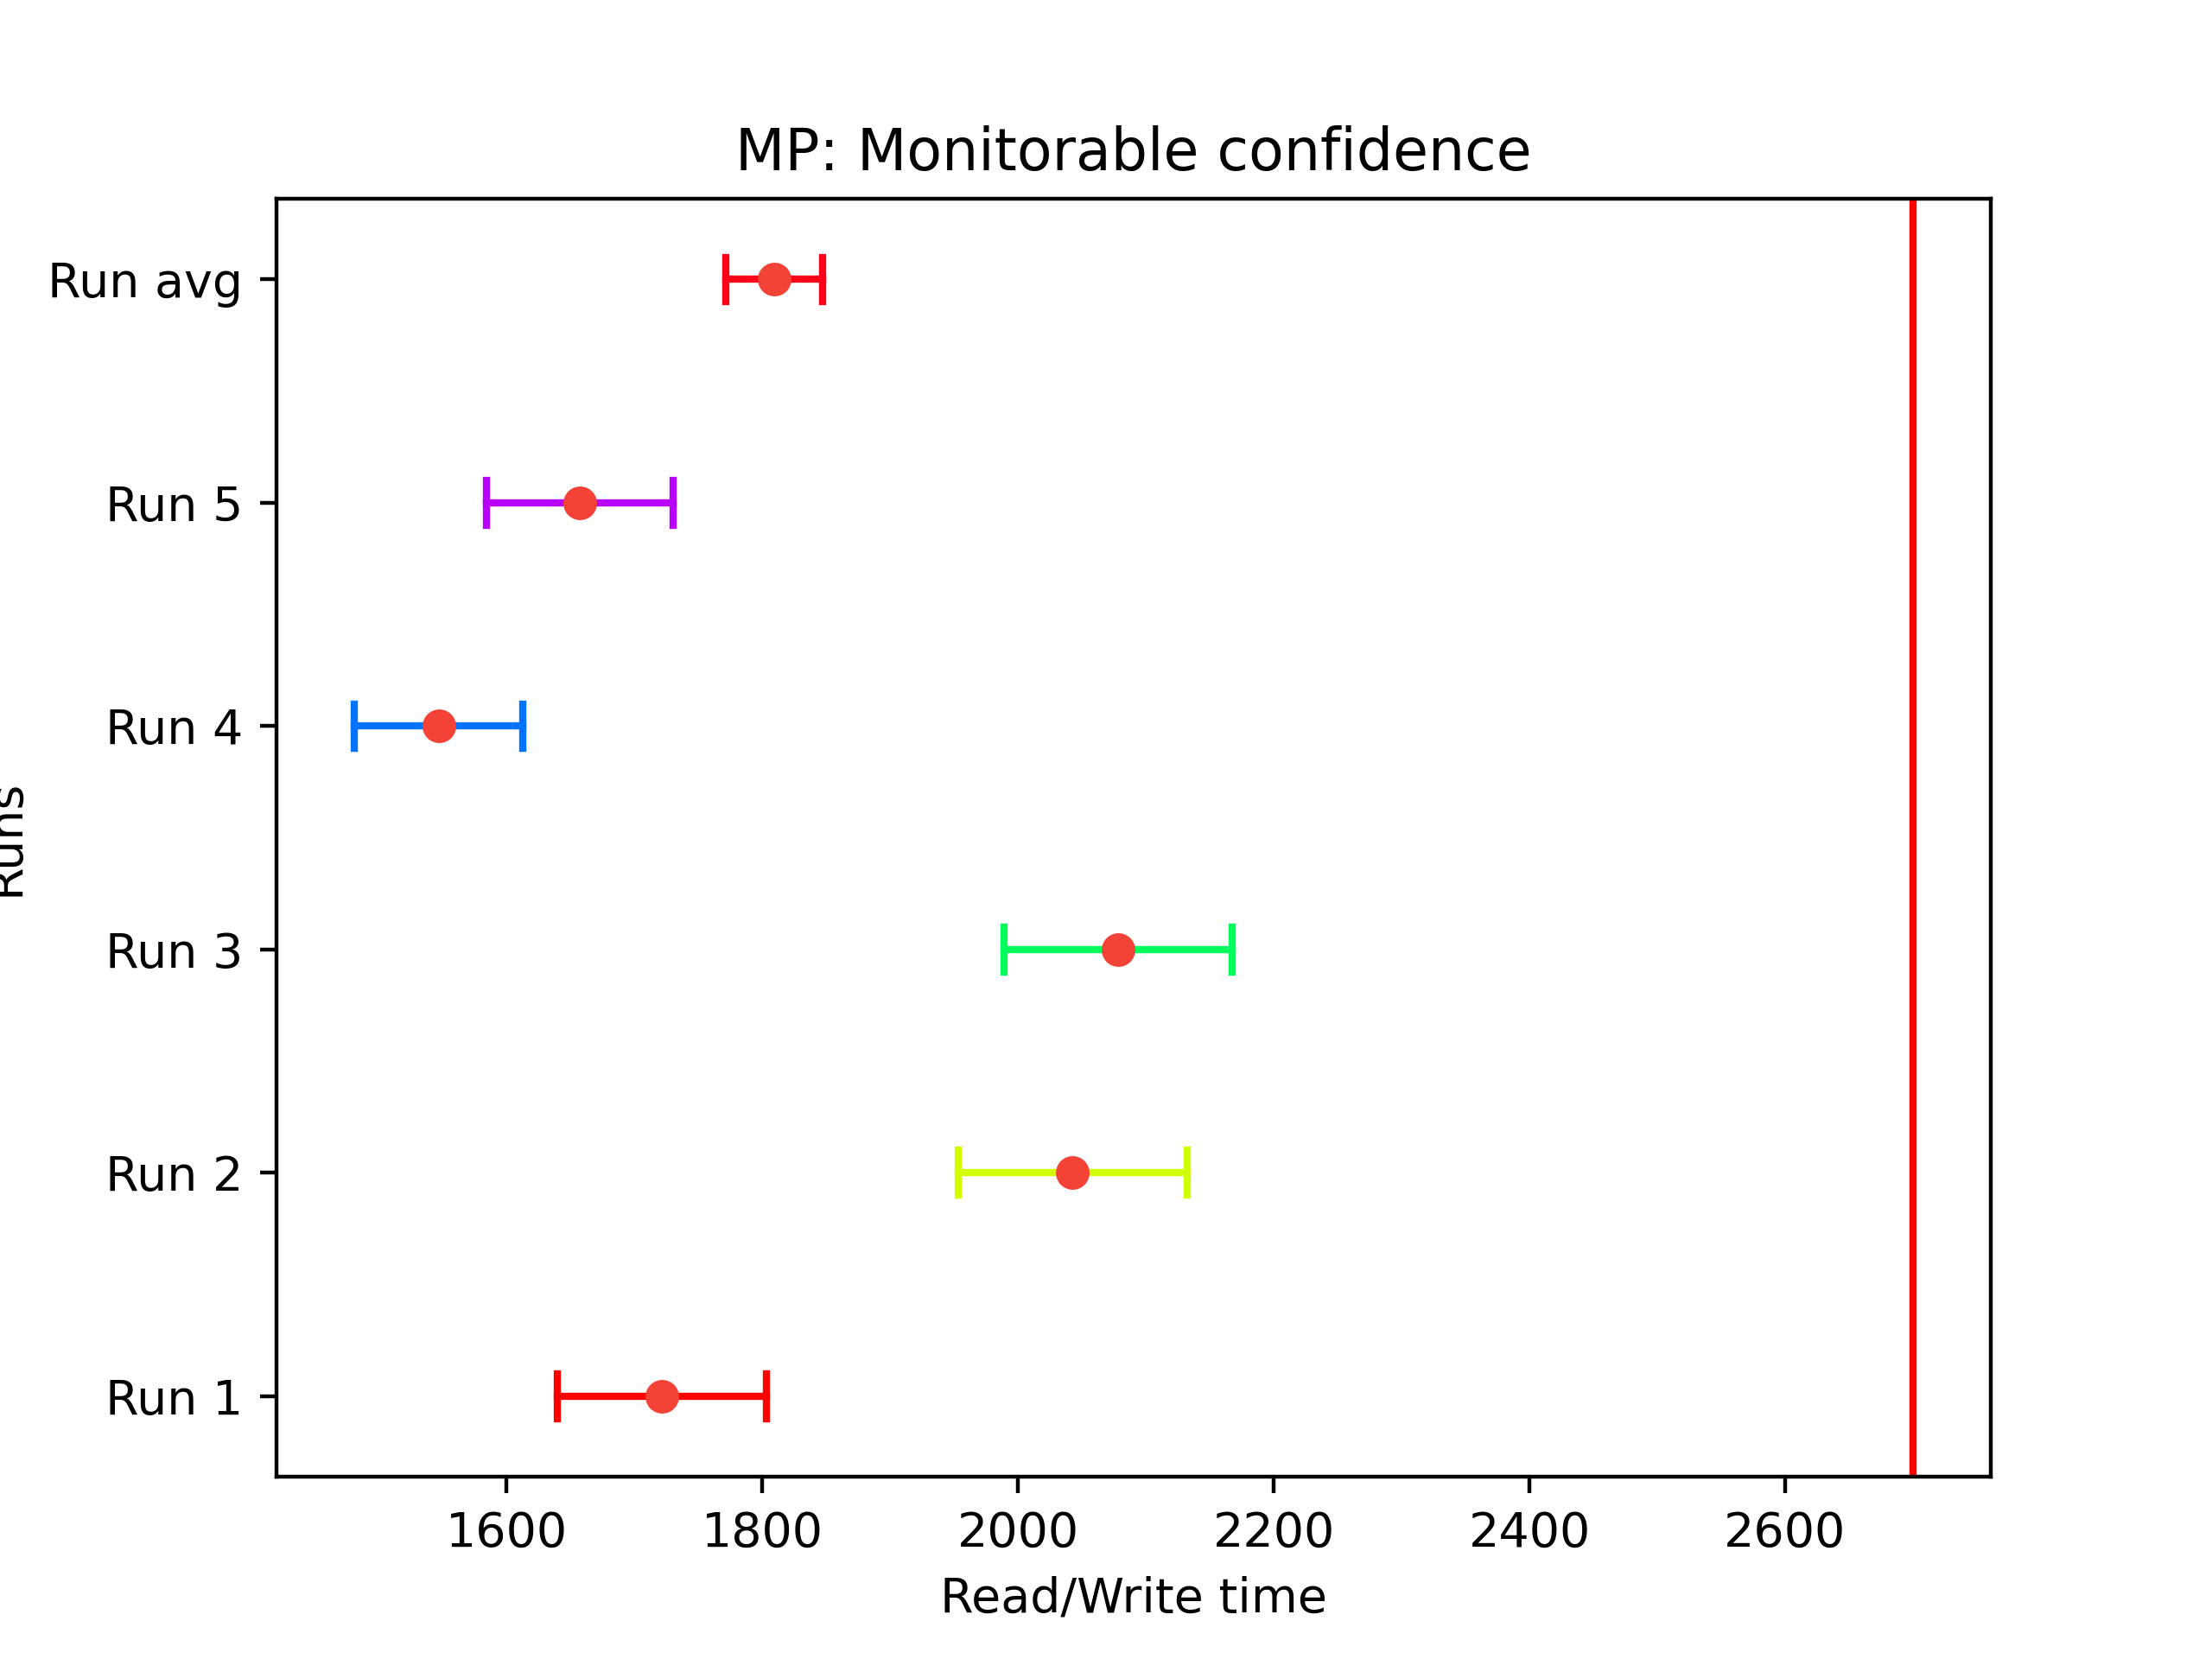 MP: Monitorable confidence
Run avg
Run 5
Run 4
Run 3
Run 2
Run 1
Runs
1600 1800 2000 2200 2400 2600
Read/Write time